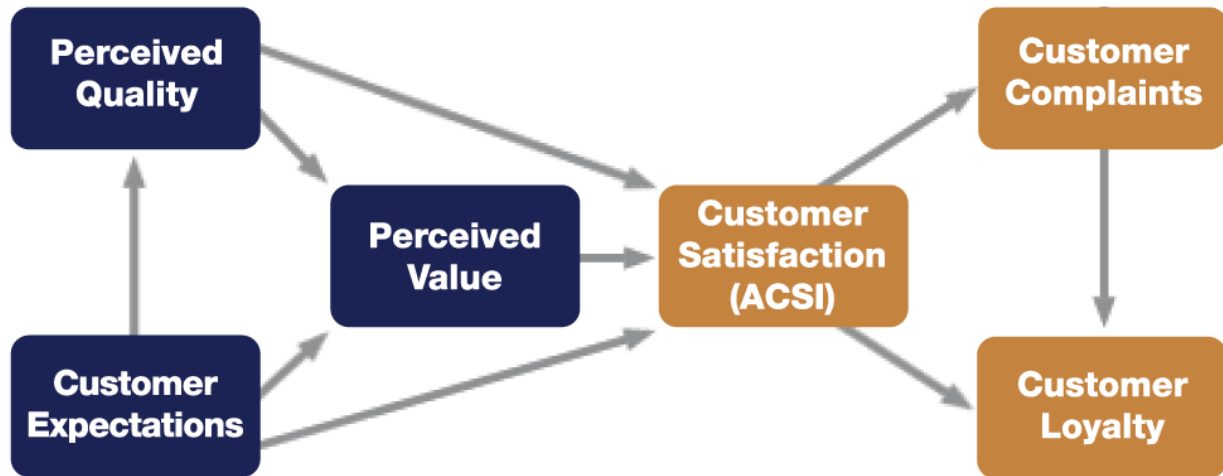 Perceived
Quality
Customer
Expectations
Perceived
Value
Customer
Satisfaction
(ACSI)
Customer
Complaints
Customer
Loyalty